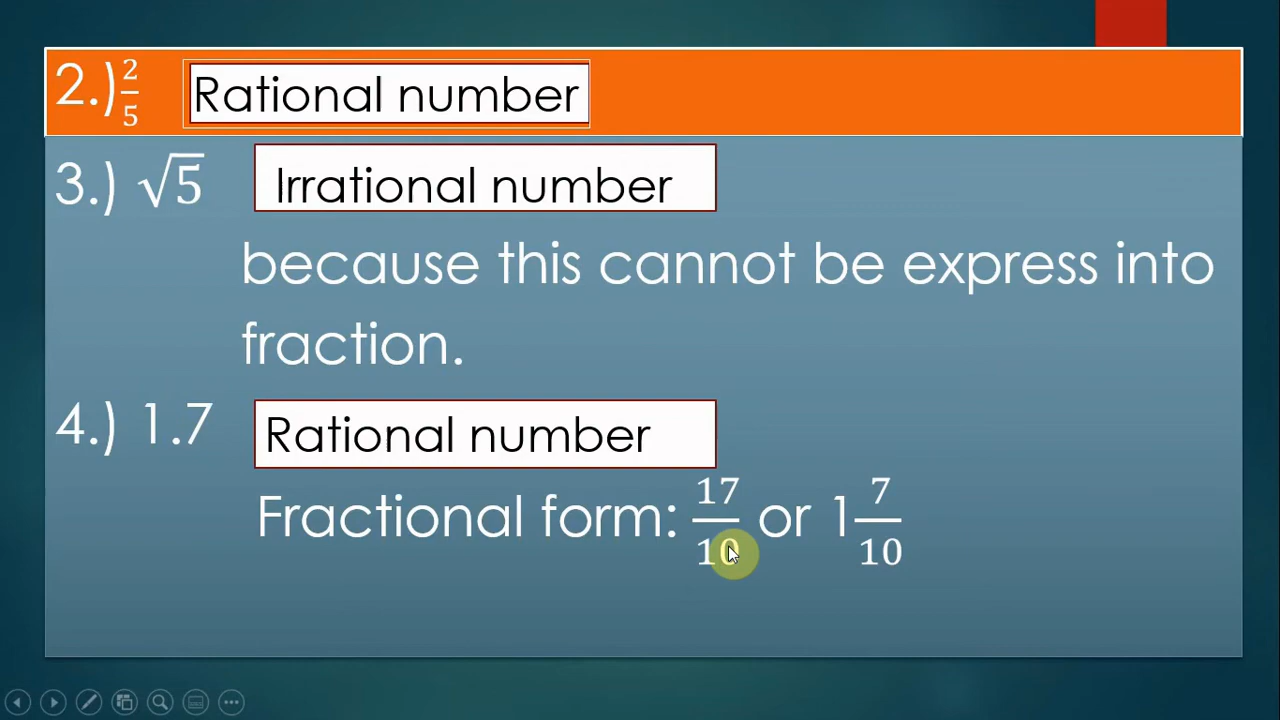 2.) 2/5 Rational number
3.) √5 Irrational number
because this cannot be express into
fraction.
4.) 1.7 Rational number
Fractional form: 17/10 or 1 7/10